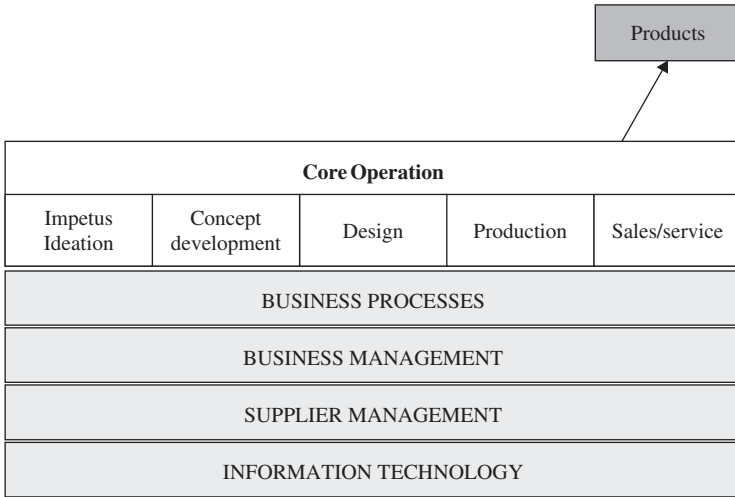 Products
Core Operation
Impetus
Ideation
Concept
development
Design
Production
Sales/service
BUSINESS PROCESSES
BUSINESS MANAGEMENT
SUPPLIER MANAGEMENT
INFORMATION TECHNOLOGY